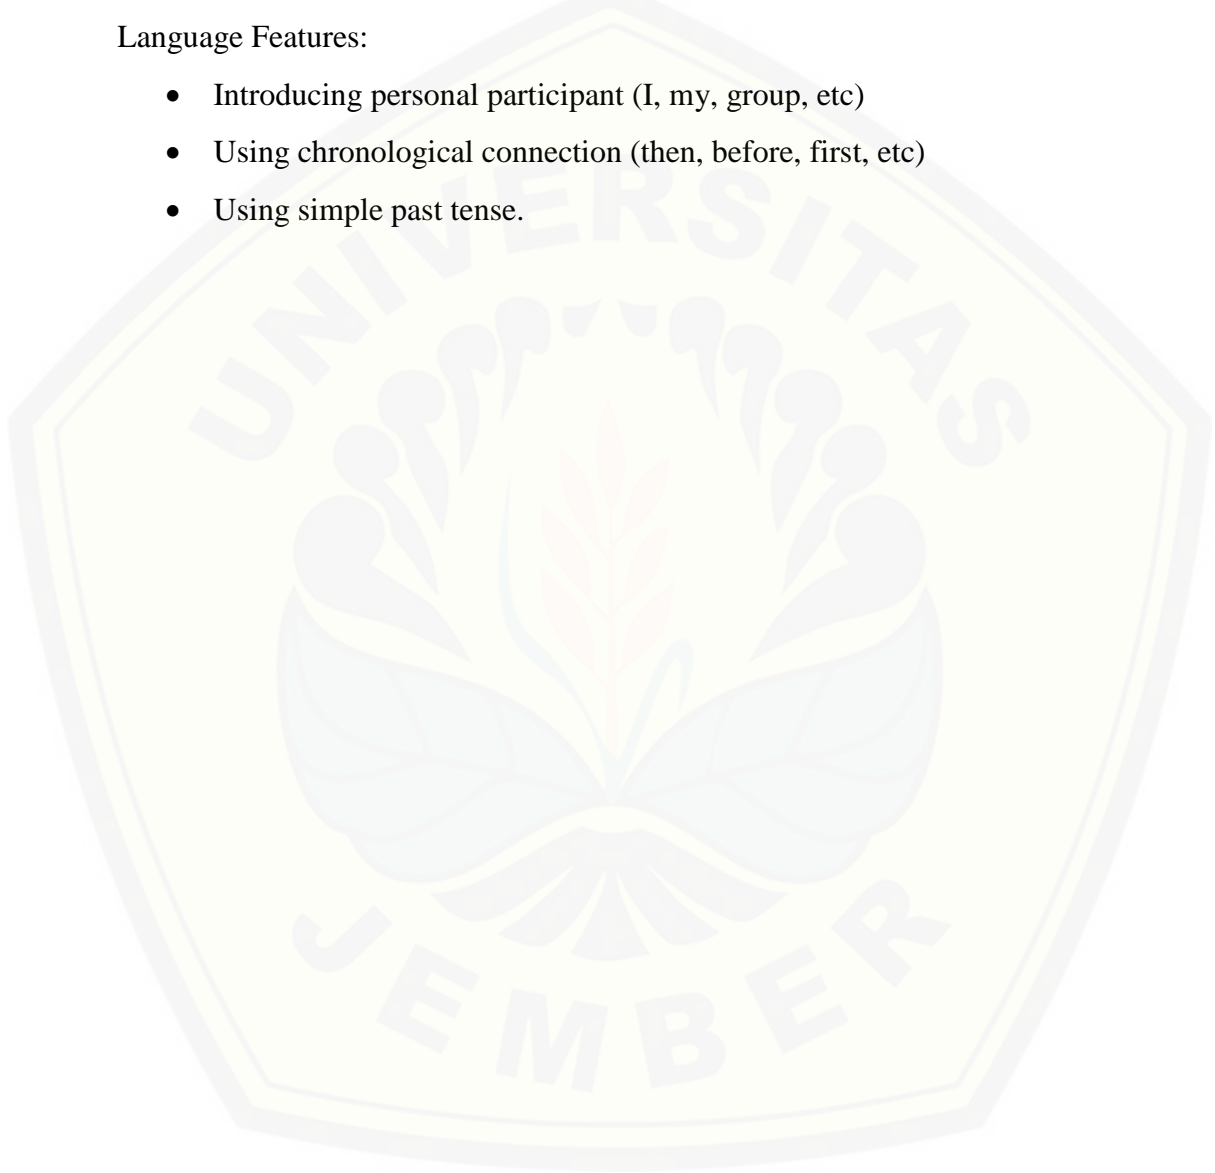 Language Features:
• Introducing personal participant (I, my, group, etc)
• Using chronological connection (then, before, first, etc)
• Using simple past tense.
UNIVERSITAS
JEMBER